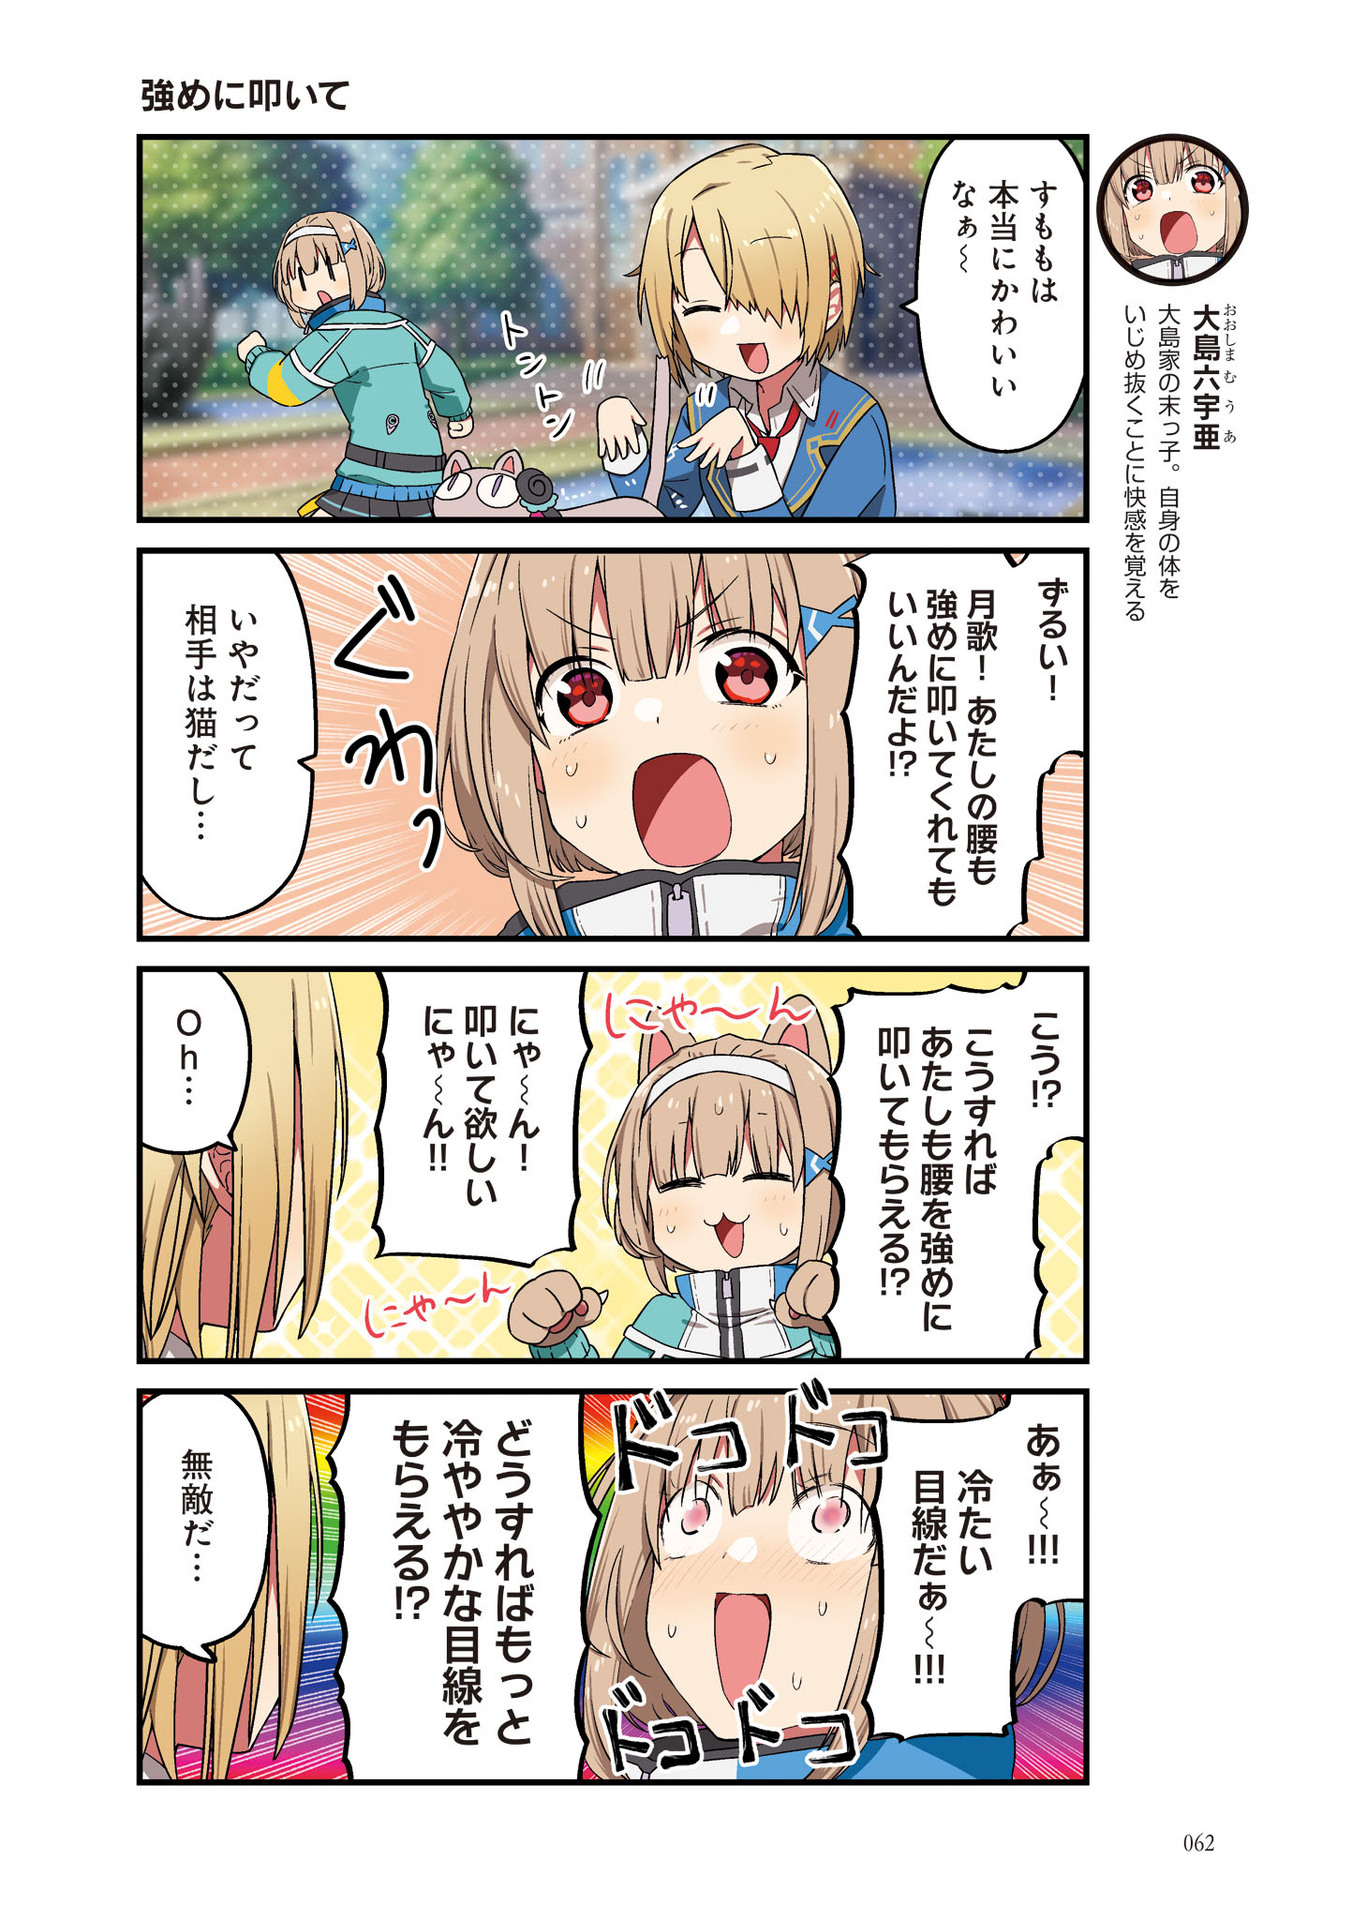 強めに叩いて
すももは
本当にかわいい
なぁ〜
トントン
トントン
おおしまむうあ
大島六宇亜
大島家の末っ子。自身の体を
いじめ抜くことに快感を覚える
ずるい！
月歌！あたしの腰も
強めに叩いてくれても
いいんだよ!?
ぐわっ
いやだって
相手は猫だし…
こう!?
こうすれば
あたしも腰を強めに
叩いてもらえる!?
にゃ〜ん
にゃ〜ん！
叩いて欲しい
にゃ〜ん!!
にゃ〜ん
Oh…
あぁ〜!!!
冷たい
目線だぁ〜!!!
ドコドコ
ドコドコ
どうすればもっと
冷ややかな目線を
もらえる!?
無敵だ…
062